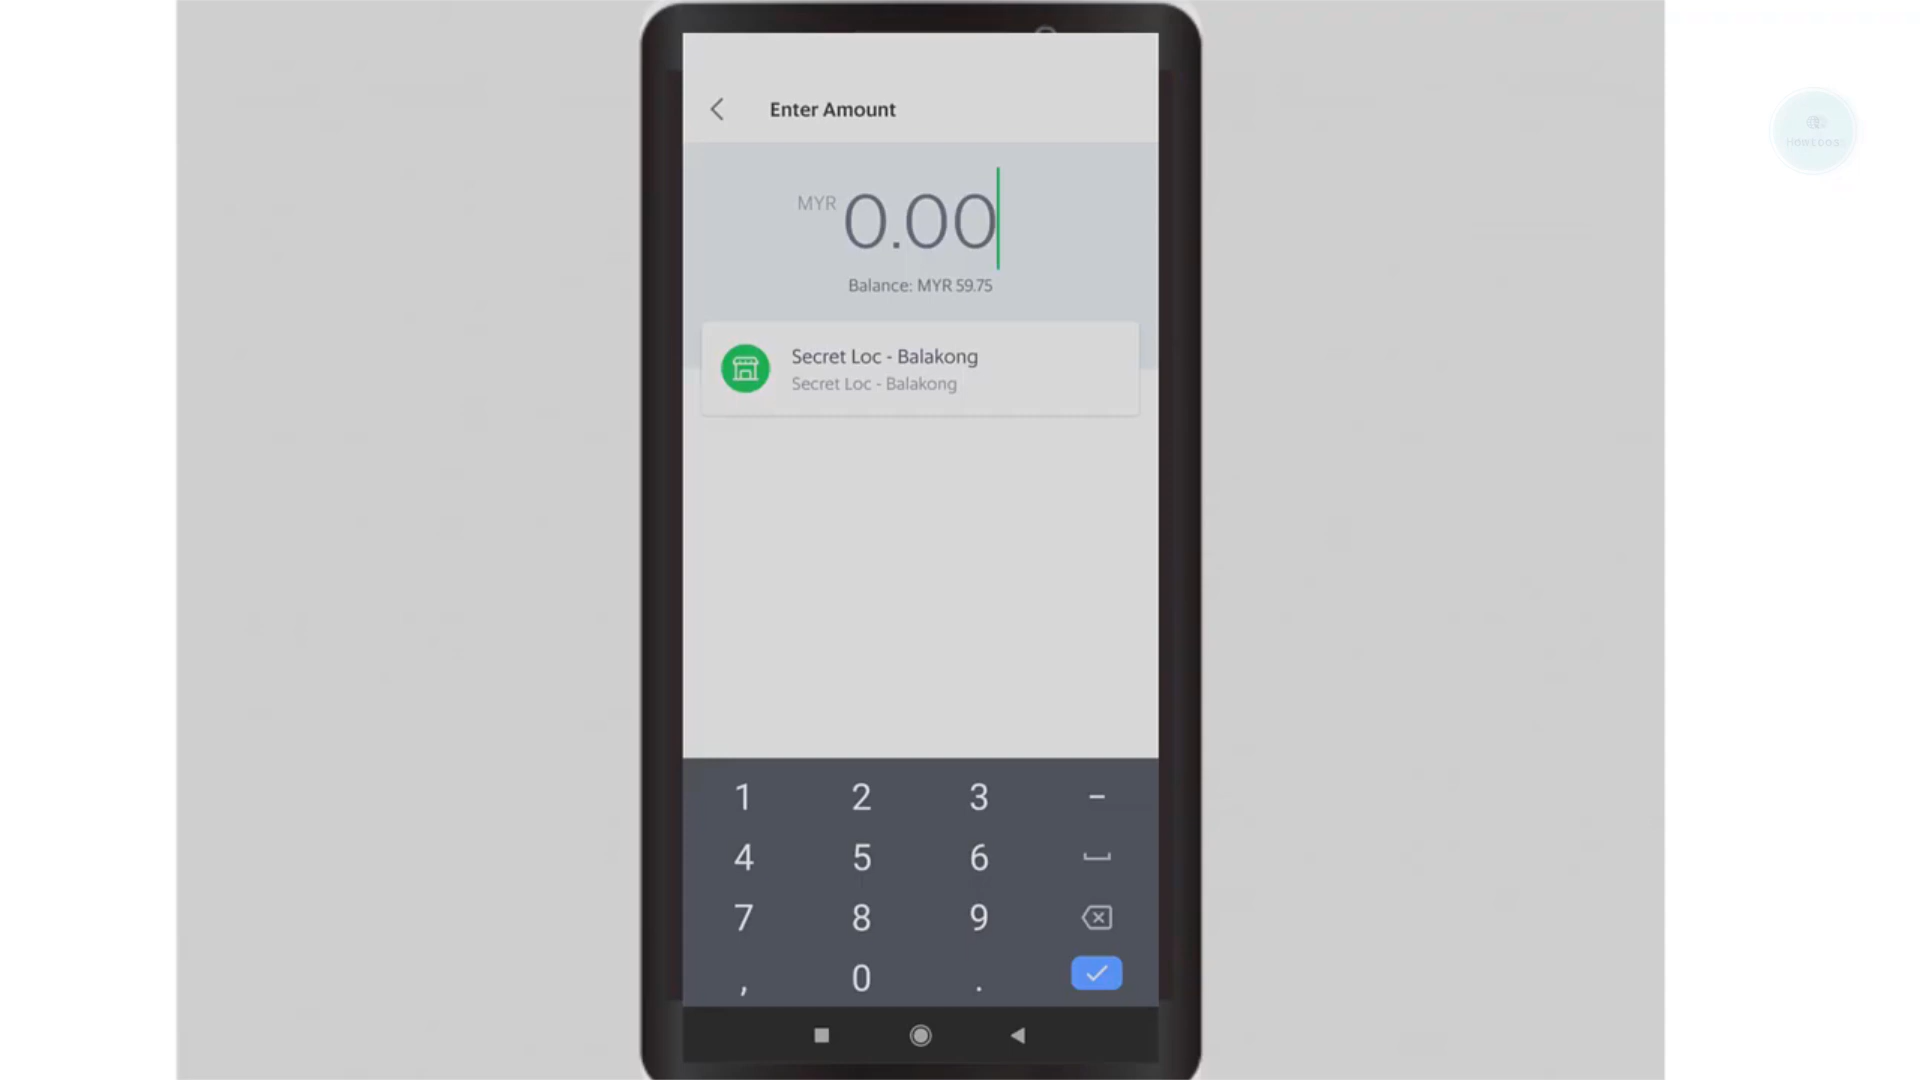 Enter Amount
MYR 0.00
Balance: MYR 59.75
Secret Loc - Balakong
Secret Loc - Balakong
1 2 3 -
4 5 6
7 8 9
, 0 .